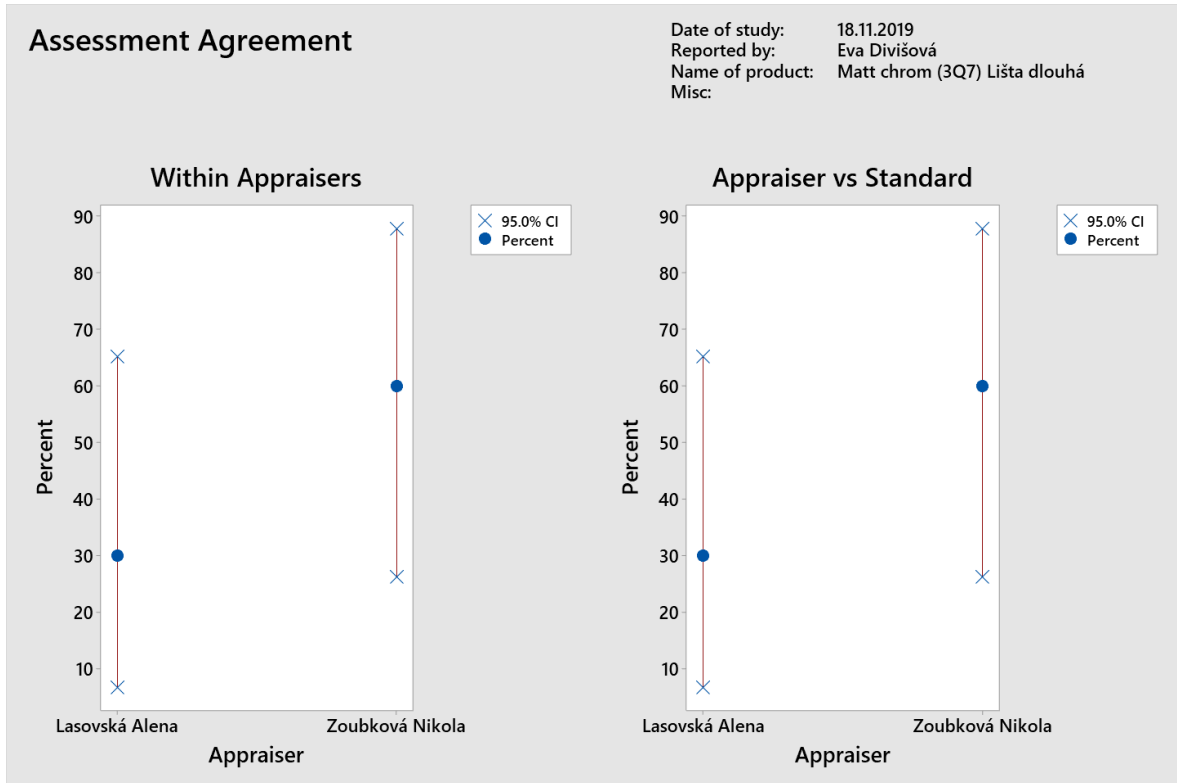 Assessment Agreement
Date of study: 18.11.2019
Reported by: Eva Divišová
Name of product: Matt chrom (3Q7) Lišta dlouhá
Misc:
Within Appraisers
90
80
70
60
50
40
30
20
10
Percent
Lasovská Alena Zoubková Nikola
Appraiser
95.0% CI
Percent
Appraiser vs Standard
90
80
70
60
50
40
30
20
10
Percent
Lasovská Alena Zoubková Nikola
Appraiser
95.0% CI
Percent